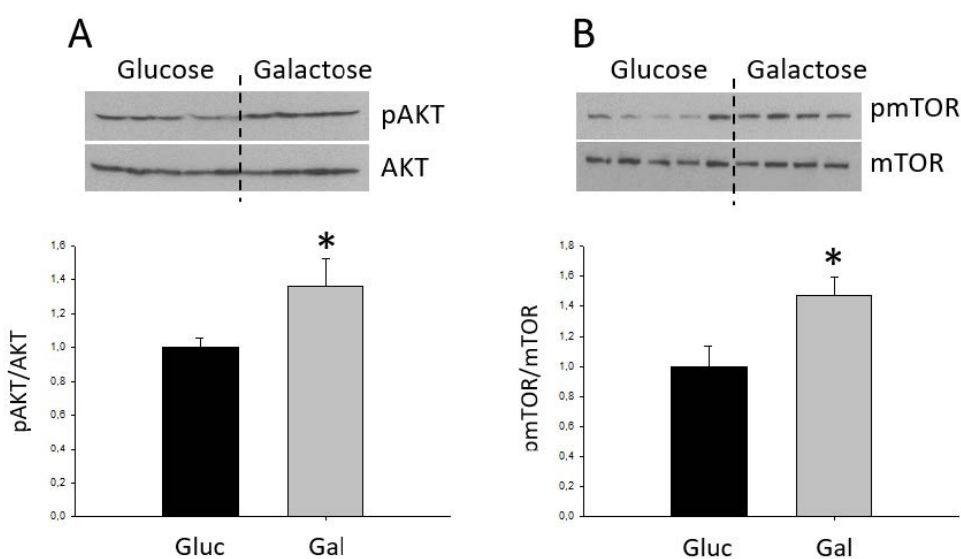 A
Glucose
Galactose
pAKT
AKT
*
1,6
1,4
1,2
1,0
0,8
0,6
0,4
0,2
0,0
pAKT/AKT
Gluc
Gal
B
Glucose
Galactose
pmTOR
mTOR
*
1,8
1,6
1,4
1,2
1,0
0,8
0,6
0,4
0,2
0,0
pmTOR/mTOR
Gluc
Gal